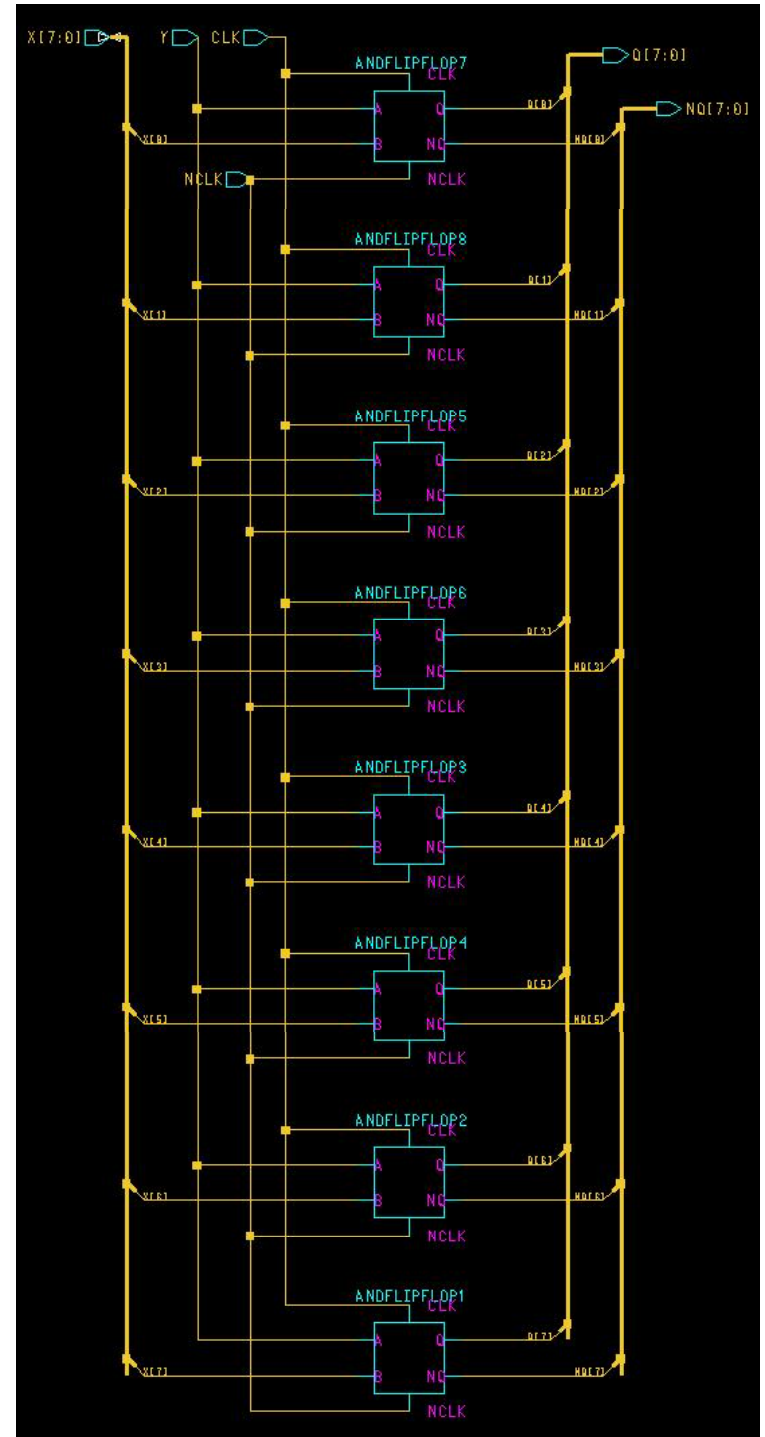 X[7:0] Y CLK
Q[7:0]
ANDFLIPFLOP7
CLK
A Q Q[0]
NQ[7:0]
X[0] B NQ NQ[0]
NCLK NCLK
ANDFLIPFLOP8
CLK
A Q Q[1]
X[1] B NQ NQ[1]
NCLK
ANDFLIPFLOP5
CLK
A Q Q[2]
X[2] B NQ NQ[2]
NCLK
ANDFLIPFLOP6
CLK
A Q Q[3]
X[3] B NQ NQ[3]
NCLK
ANDFLIPFLOP3
CLK
A Q Q[4]
X[4] B NQ NQ[4]
NCLK
ANDFLIPFLOP4
CLK
A Q Q[5]
X[5] B NQ NQ[5]
NCLK
ANDFLIPFLOP2
CLK
A Q Q[6]
X[6] B NQ NQ[6]
NCLK
ANDFLIPFLOP1
CLK
A Q Q[7]
X[7] B NQ NQ[7]
NCLK